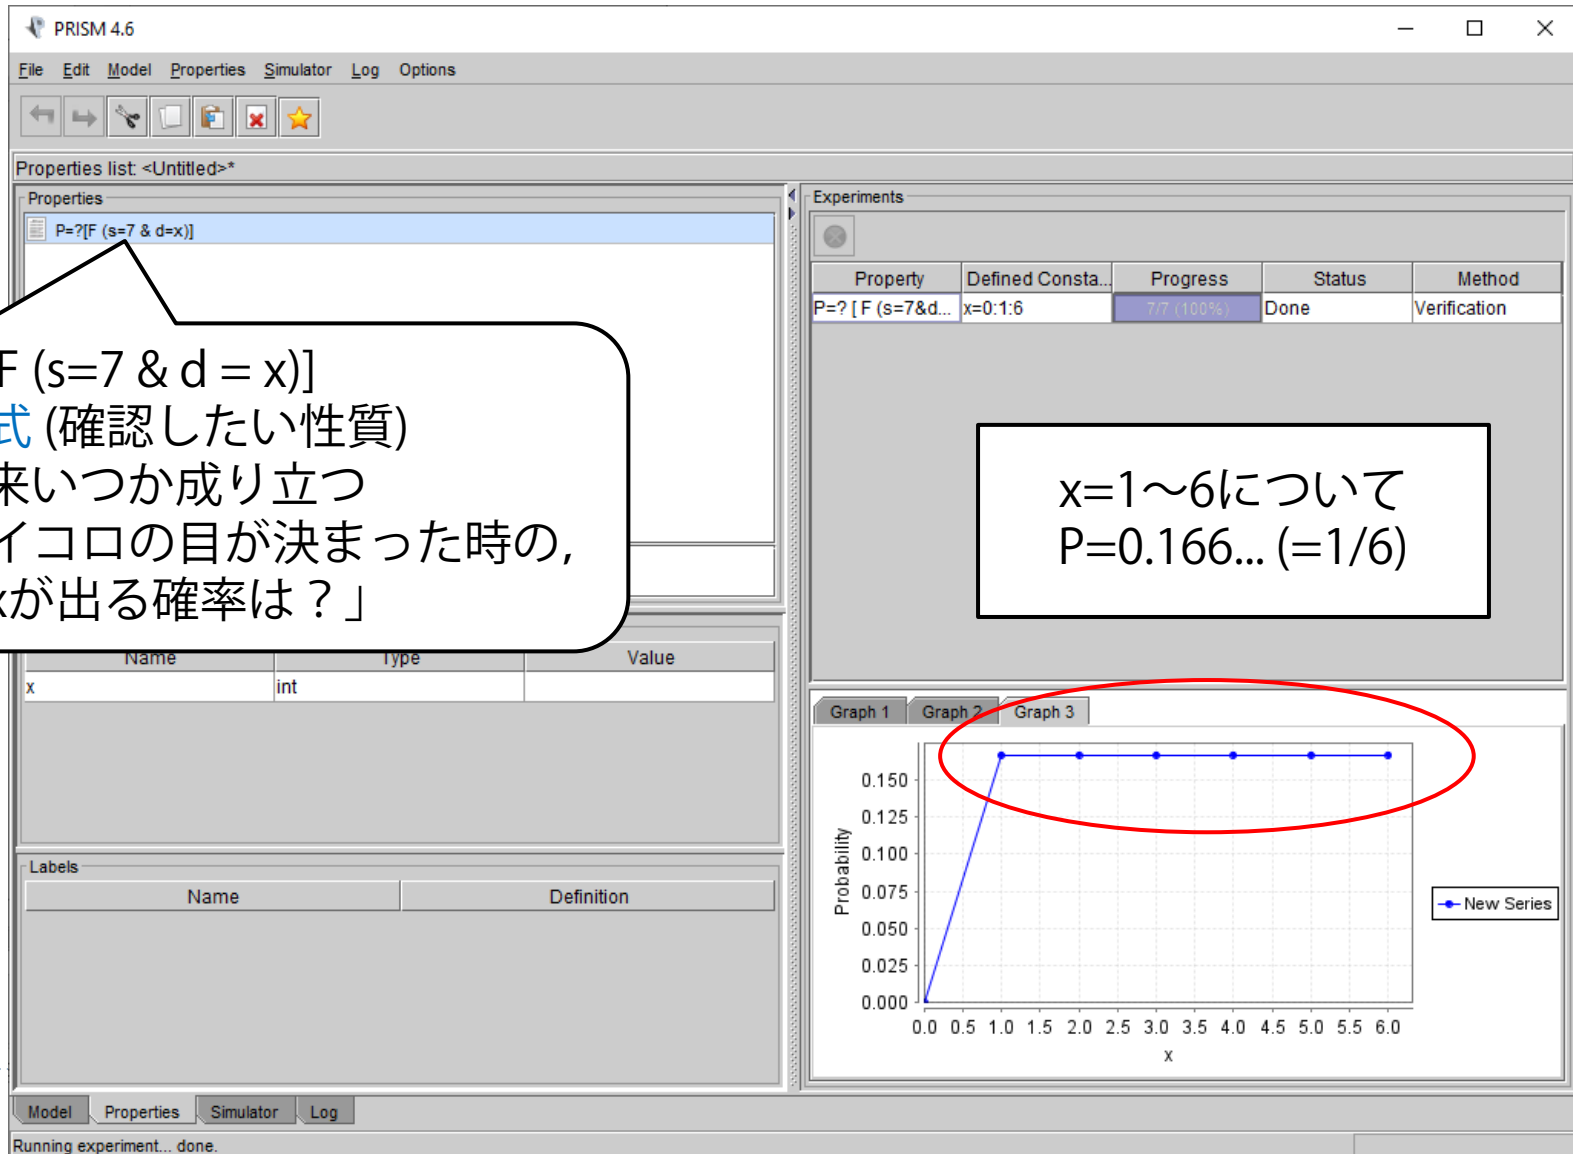 PRISM 4.6
File Edit Model Properties Simulator Log Options
Properties list: <Untitled>*
Properties
P=?[F (s=7 & d=x)]
F (s=7 & d = x)]
式 (確認したい性質)
来いつか成り立つ
イコロの目が決まった時の,
xが出る確率は？」
Name Type Value
x int
Labels
Name Definition
Experiments
Property Defined Consta... Progress Status Method
P=? [ F (s=7&d... x=0:1:6 7/7 (100%) Done Verification
x=1～6について
P=0.166... (=1/6)
Graph 1 Graph 2 Graph 3
0.150
0.125
0.100
0.075
0.050
0.025
0.000
Probability
0.0 0.5 1.0 1.5 2.0 2.5 3.0 3.5 4.0 4.5 5.0 5.5 6.0
x
New Series
Model Properties Simulator Log
Running experiment... done.